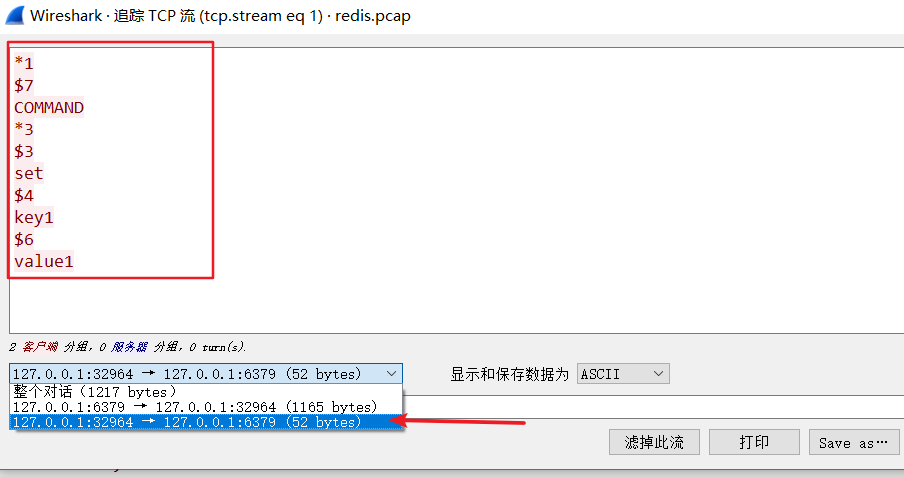 Wireshark · 追踪 TCP 流 (tcp.stream eq 1) · redis.pcap
*1
$7
COMMAND
*3
$3
set
$4
key1
$6
value1
2 客户端 分组，0 服务器 分组，0 turn(s).
127.0.0.1:32964 → 127.0.0.1:6379 (52 bytes)
显示和保存数据为 ASCII
整个对话 (1217 bytes)
127.0.0.1:6379 → 127.0.0.1:32964 (1165 bytes)
127.0.0.1:32964 → 127.0.0.1:6379 (52 bytes)
滤掉此流
打印
Save as…